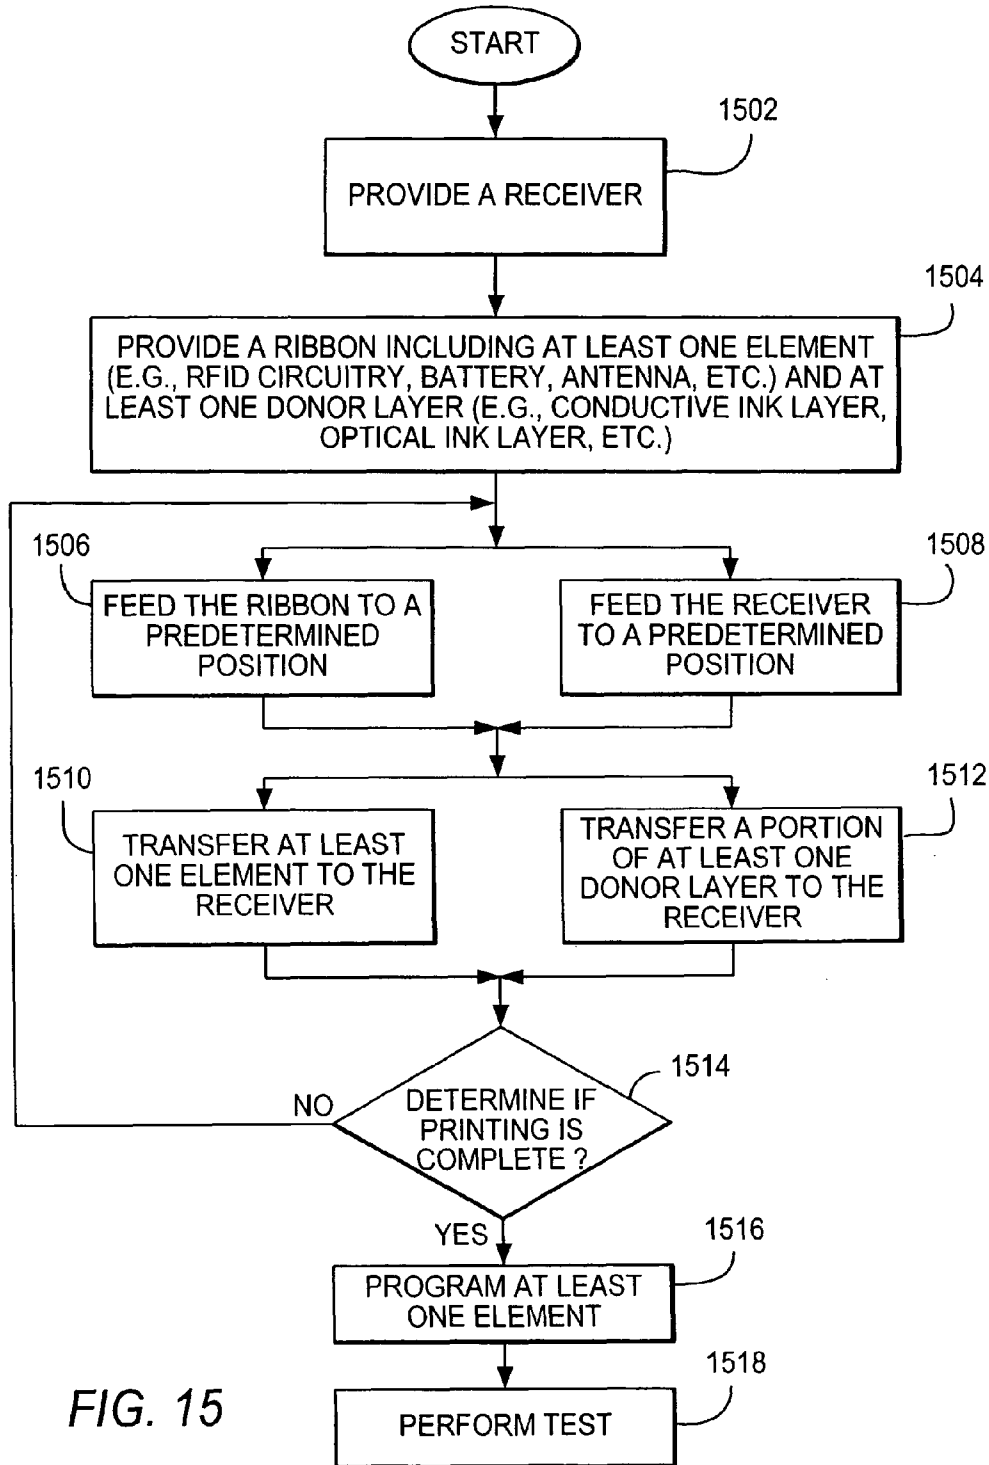 START
1502
PROVIDE A RECEIVER
1504
PROVIDE A RIBBON INCLUDING AT LEAST ONE ELEMENT
(E.G., RFID CIRCUITRY, BATTERY, ANTENNA, ETC.) AND AT
LEAST ONE DONOR LAYER (E.G., CONDUCTIVE INK LAYER,
OPTICAL INK LAYER, ETC.)
1506
FEED THE RIBBON TO A
PREDETERMINED
POSITION
1508
FEED THE RECEIVER
TO A PREDETERMINED
POSITION
1510
TRANSFER AT LEAST
ONE ELEMENT TO THE
RECEIVER
1512
TRANSFER A PORTION
OF AT LEAST ONE
DONOR LAYER TO THE
RECEIVER
1514
NO
DETERMINE IF
PRINTING IS
COMPLETE ?
YES
1516
PROGRAM AT LEAST
ONE ELEMENT
1518
PERFORM TEST
FIG. 15